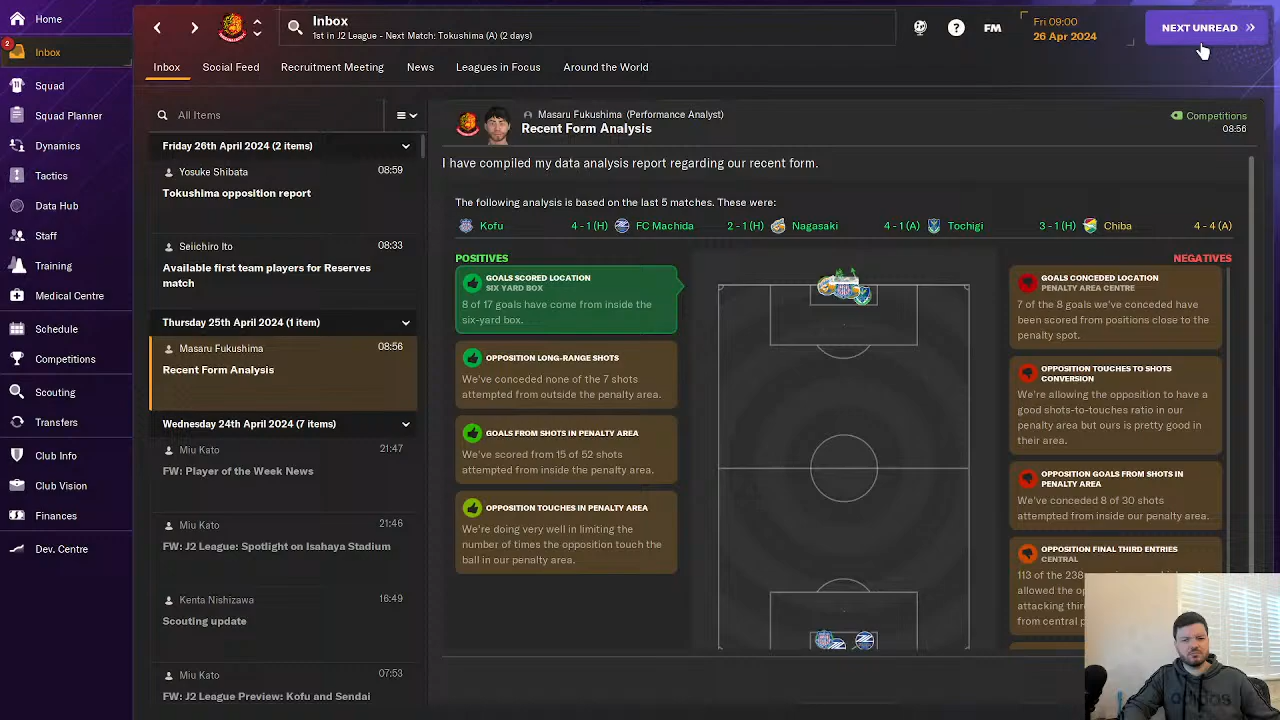 Home
2
Inbox
Squad
Squad Planner
Dynamics
Tactics
Data Hub
Staff
Training
Medical Centre
Schedule
Competitions
Scouting
Transfers
Club Info
Club Vision
Finances
Dev. Centre
Inbox
1st in J2 League - Next Match: Tokushima (A) (2 days)
?
FM
Fri 09:00
26 Apr 2024
NEXT UNREAD
Inbox
Social Feed
Recruitment Meeting
News
Leagues in Focus
Around the World
All Items
Friday 26th April 2024 (2 items)
Yosuke Shibata 08:59
Tokushima opposition report
Seiichiro Ito 08:33
Available first team players for Reserves
match
Thursday 25th April 2024 (1 item)
Masaru Fukushima 08:56
Recent Form Analysis
Wednesday 24th April 2024 (7 items)
Miu Kato 21:47
FW: Player of the Week News
Miu Kato 21:46
FW: J2 League: Spotlight on Isahaya Stadium
Kenta Nishizawa 16:49
Scouting update
Miu Kato 07:53
FW: J2 League Preview: Kofu and Sendai
Masaru Fukushima (Performance Analyst)
Recent Form Analysis
Competitions
08:56
I have compiled my data analysis report regarding our recent form.
The following analysis is based on the last 5 matches. These were:
Kofu 4 - 1 (H) FC Machida 2 - 1 (H) Nagasaki 4 - 1 (A) Tochigi 3 - 1 (H) Chiba 4 - 4 (A)
POSITIVES
GOALS SCORED LOCATION
SIX YARD BOX
8 of 17 goals have come from inside the
six-yard box.
OPPOSITION LONG-RANGE SHOTS
We've conceded none of the 7 shots
attempted from outside the penalty area.
GOALS FROM SHOTS IN PENALTY AREA
We've scored from 15 of 52 shots
attempted from inside the penalty area.
OPPOSITION TOUCHES IN PENALTY AREA
We're doing very well in limiting the
number of times the opposition touch the
ball in our penalty area.
NEGATIVES
GOALS CONCEDED LOCATION
PENALTY AREA CENTRE
7 of the 8 goals we've conceded have
been scored from positions close to the
penalty spot.
OPPOSITION TOUCHES TO SHOTS
CONVERSION
We're allowing the opposition to have a
good shots-to-touches ratio in our
penalty area but ours is pretty good in
their area.
OPPOSITION GOALS FROM SHOTS IN
PENALTY AREA
We've conceded 8 of 30 shots
attempted from inside our penalty area.
OPPOSITION FINAL THIRD ENTRIES
CENTRAL
113 of the 238
allowed the op
attacking thir
from central p
adidas